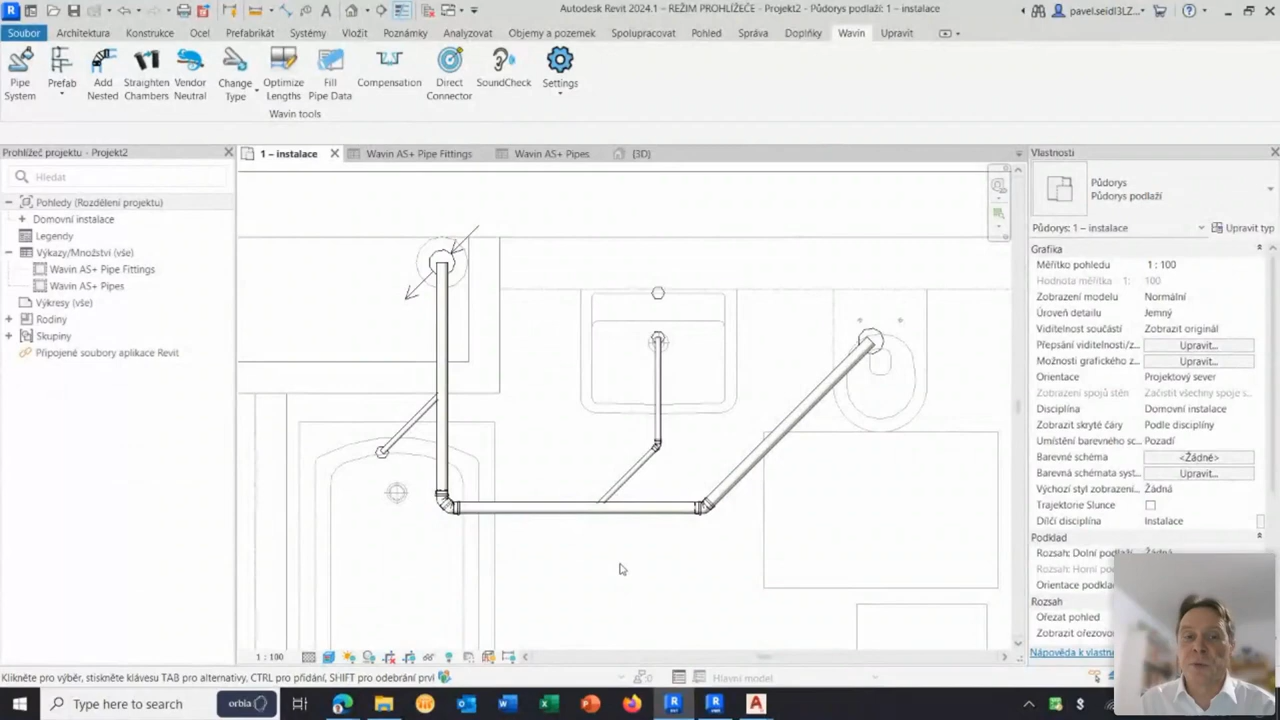 Autodesk Revit 2024.1 - REŽIM PROHLÍŽEČE - Projekt2 - Půdorys podlaží: 1 – instalace
pavel.seidl3LZ...
Soubor Architektura Konstrukce Ocel Prefabrikát Systémy Vložit Poznámky Analyzovat Objemy a pozemek Spolupracovat Pohled Správa Doplňky Wavin Upravit
Pipe System
Prefab
Add Nested
Straighten Chambers
Vendor Neutral
Change Type
Optimize Lengths
Fill Pipe Data
Compensation
Direct Connector
SoundCheck
Settings
Wavin tools
Prohlížeč projektu - Projekt2
Hledat
Pohledy (Rozdělení projektu)
Domovní instalace
Legendy
Výkazy/Množství (vše)
Wavin AS+ Pipe Fittings
Wavin AS+ Pipes
Výkresy (vše)
Rodiny
Skupiny
Připojené soubory aplikace Revit
1 – instalace
Wavin AS+ Pipe Fittings
Wavin AS+ Pipes
{3D}
Vlastnosti
Půdorys
Půdorys podlaží
Půdorys: 1 – instalace
Upravit typ
Grafika
Měřítko pohledu 1 : 100
Hodnota měřítka 1: 100
Zobrazení modelu Normální
Úroveň detailu Jemný
Viditelnost součástí Zobrazit originál
Přepsání viditelnosti/z... Upravit...
Možnosti grafického z... Upravit...
Orientace Projektový sever
Zobrazení spojů stěn Začistit všechny spoje s...
Disciplína Domovní instalace
Zobrazit skryté čáry Podle disciplíny
Umístění barevného sc... Pozadí
Barevné schéma <Žádné>
Barevná schémata syst... Upravit...
Výchozí styl zobrazení... Žádná
Trajektorie Slunce
Dílčí disciplína Instalace
Podklad
Rozsah: Dolní podlaží Žádná
Rozsah: Horní po
Orientace podkla
Rozsah
Ořezat pohled
Zobrazit ořezovo
Nápověda k vlastn
1 : 100
Klikněte pro výběr, stiskněte klávesu TAB pro alternativy, CTRL pro přidání, SHIFT pro odebrání prvi
:0
Hlavní model
Type here to search
orbia